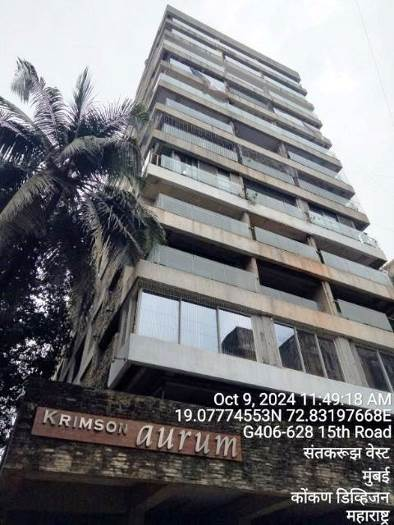 KRIMSON aurum
Oct 9, 2024 11:49:18 AM
19.07774553N 72.83197668E
G406-628 15th Road
संतकरूझ वेस्ट
मुंबई
कोंकण डिव्हिजन
महाराष्ट्र